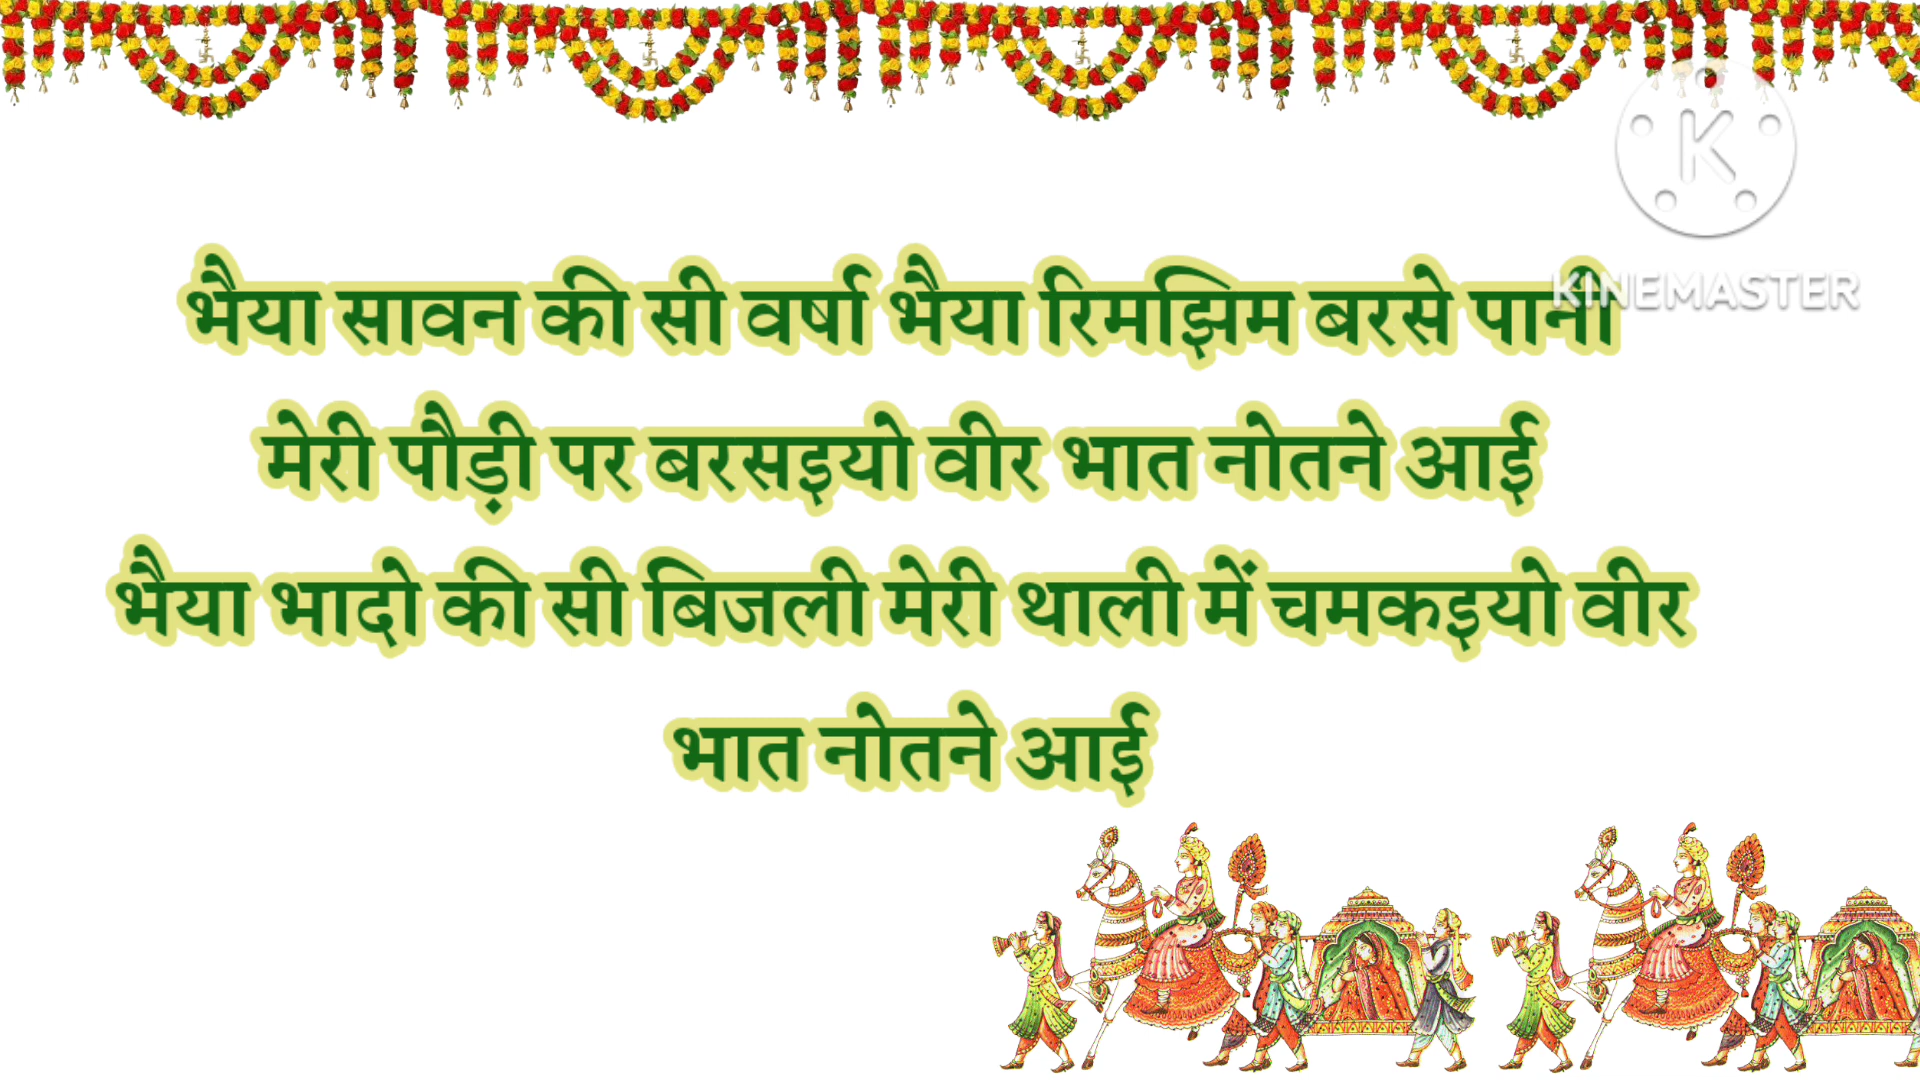 भैया सावन की सी वर्षा भैया रिमझिम बरसे पानी
मेरी पौड़ी पर बरसइयो वीर भात नोतने आई
भैया भादो की सी बिजली मेरी थाली में चमकइयो वीर
भात नोतने आई
K
KINEMASTER